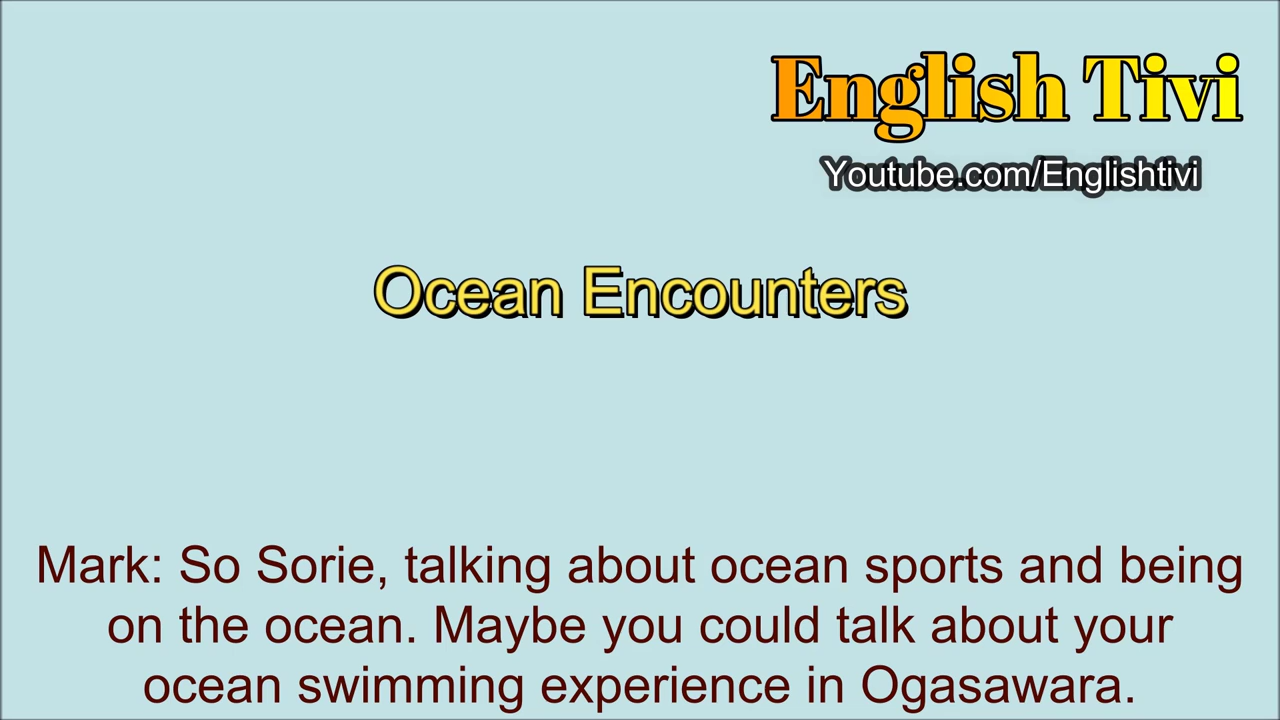 English Tivi
Youtube.com/Englishtivi
Ocean Encounters
Mark: So Sorie, talking about ocean sports and being
on the ocean. Maybe you could talk about your
ocean swimming experience in Ogasawara.